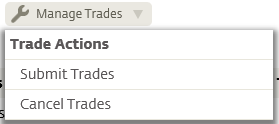 Manage Trades
Trade Actions
Submit Trades
Cancel Trades